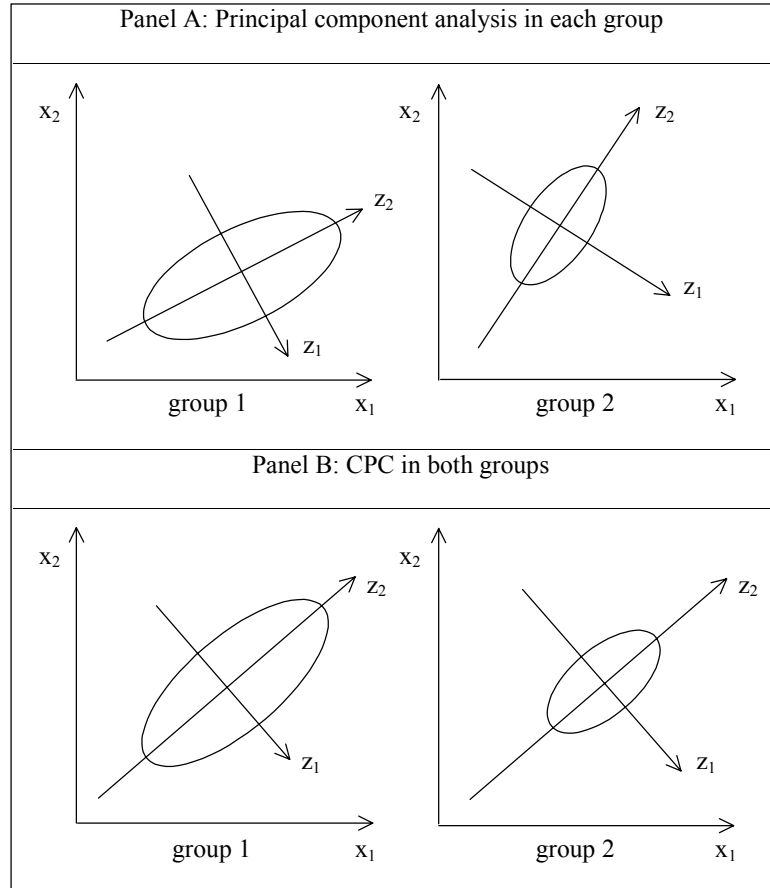 Panel A: Principal component analysis in each group
x₂
z₂
z₁
group 1
x₁
x₂
z₂
z₁
group 2
x₁
Panel B: CPC in both groups
x₂
z₂
z₁
group 1
x₁
x₂
z₂
z₁
group 2
x₁